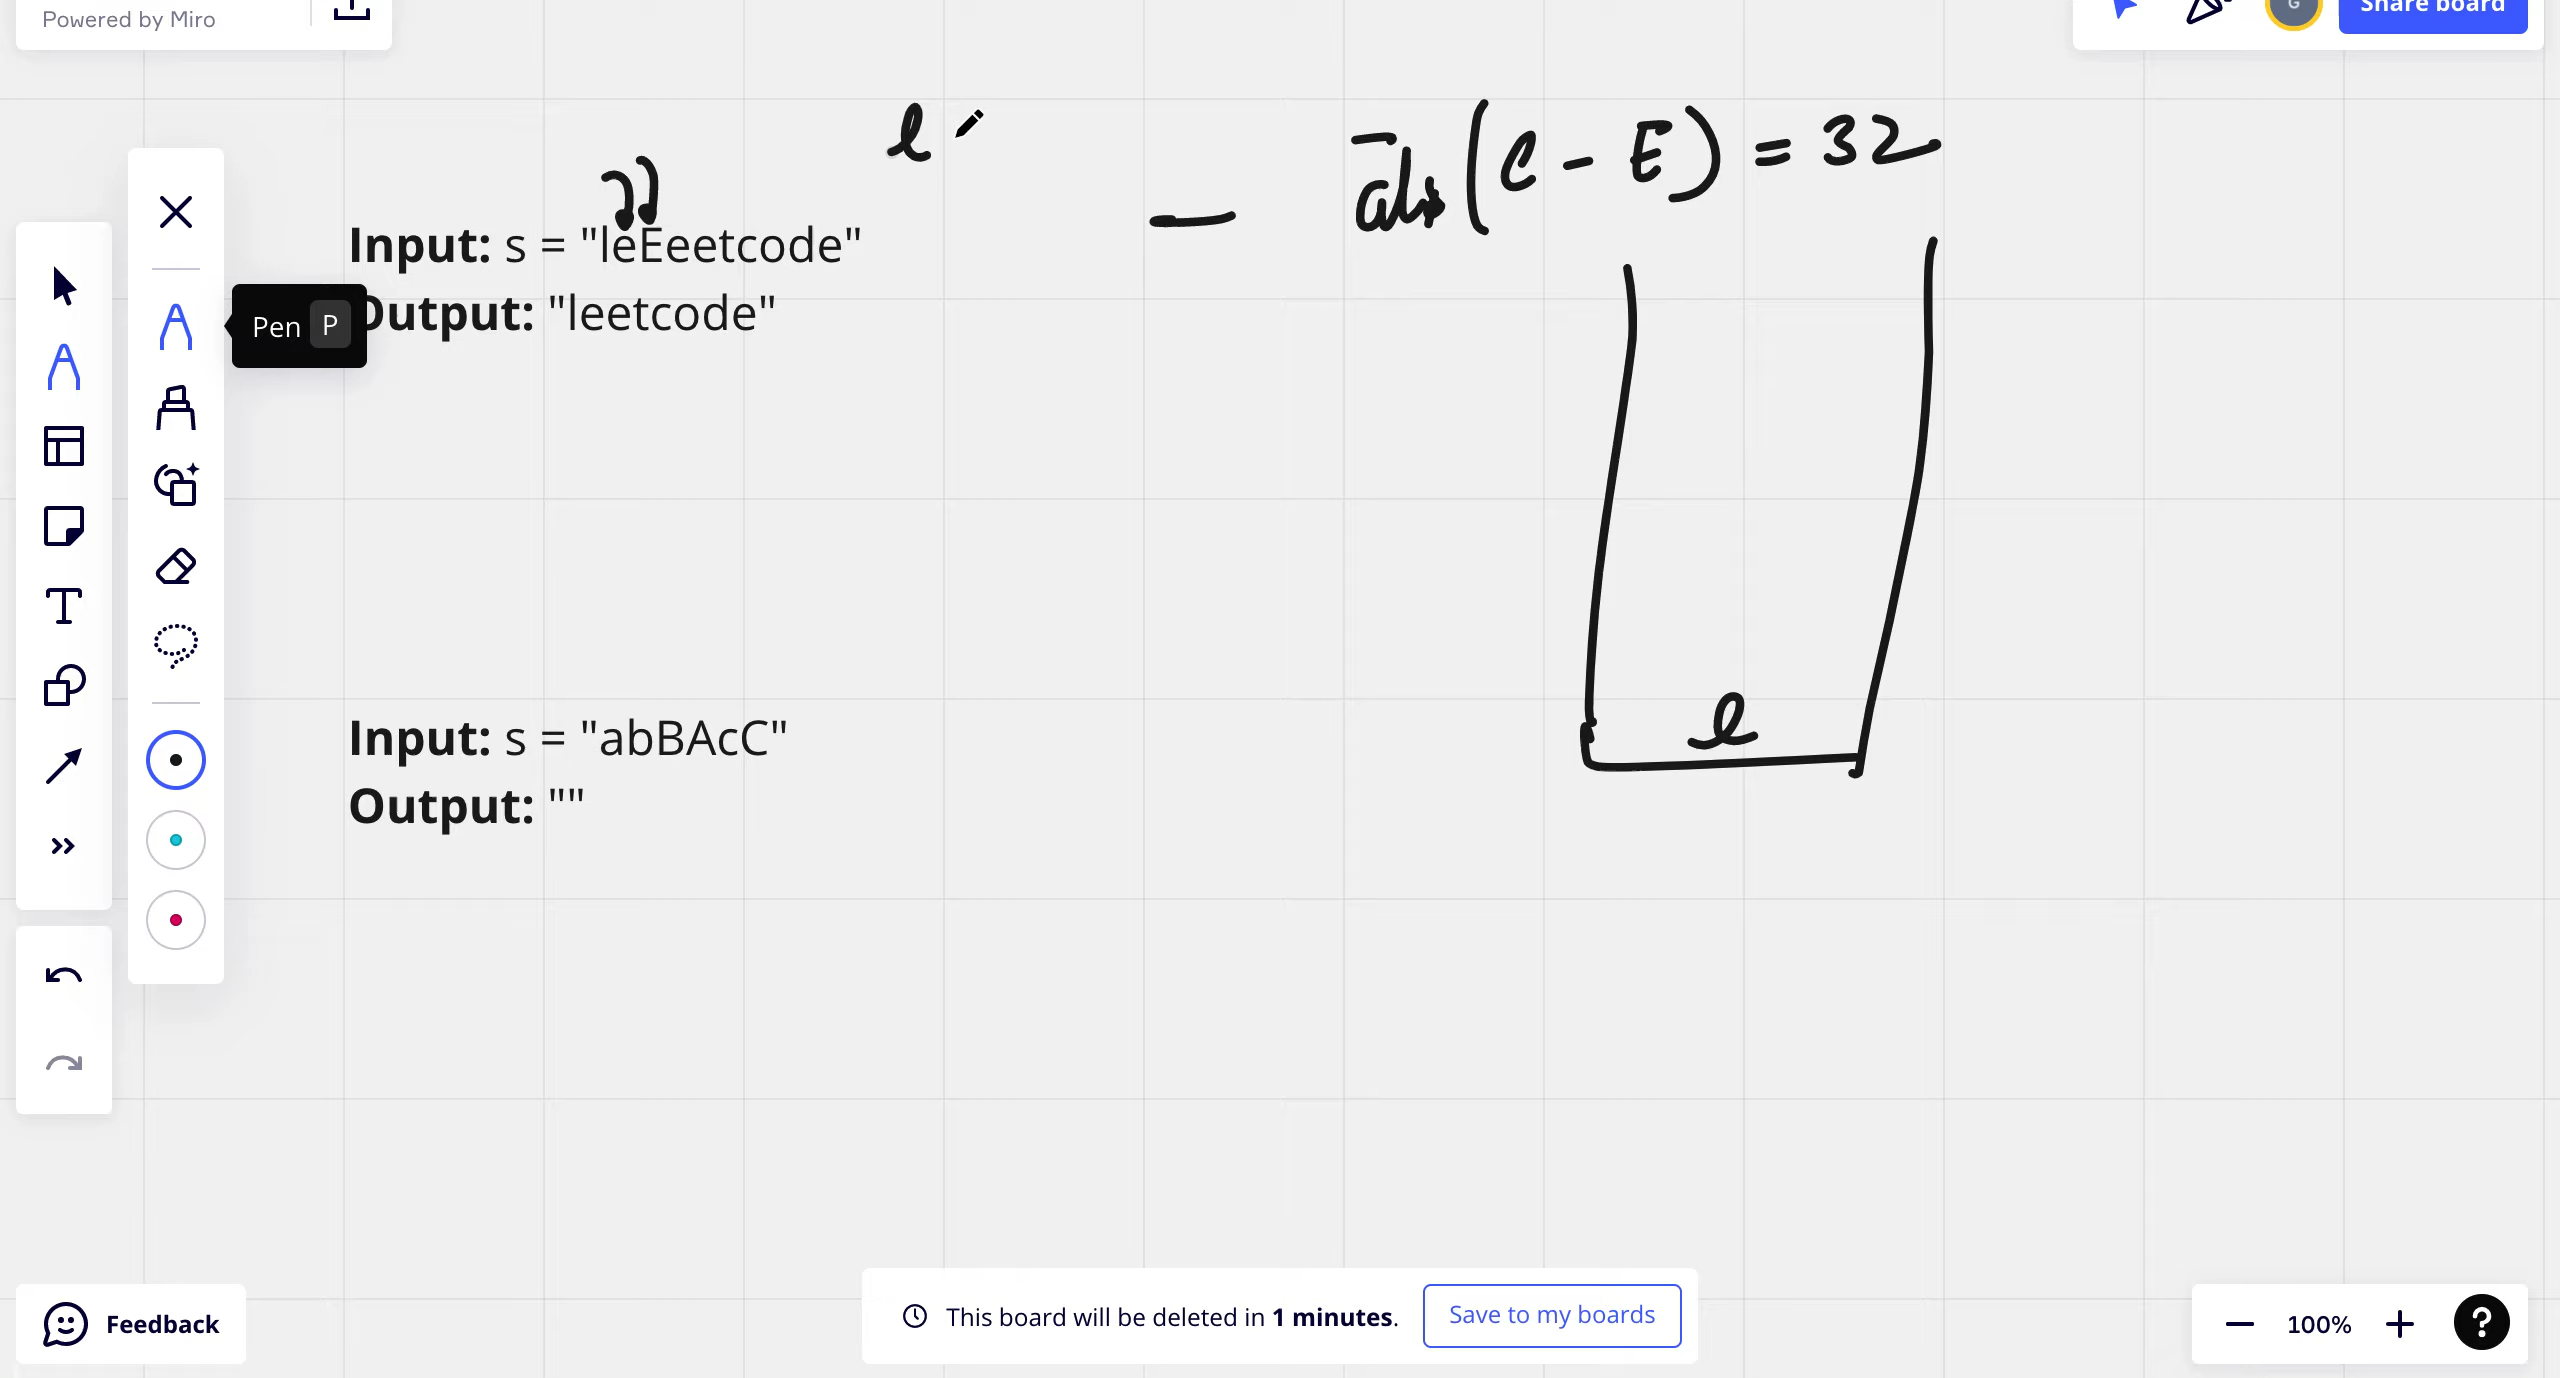 Powered by Miro
Share board
G
l
abs(e - E) = 32
Input: s = "leEeetcode"
Pen P
Output: "leetcode"
l
Input: s = "abBAcC"
Output: ""
Feedback
This board will be deleted in 1 minutes.
Save to my boards
100%
?